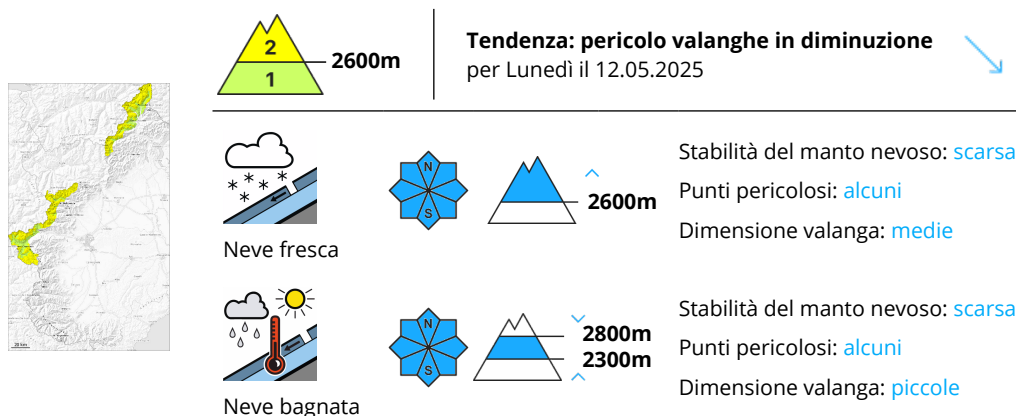 2
1
2600m
Tendenza: pericolo valanghe in diminuzione
per Lunedì il 12.05.2025
N
S
2600m
Stabilità del manto nevoso: scarsa
Punti pericolosi: alcuni
Dimensione valanga: medie
Neve fresca
N
S
2800m
2300m
Stabilità del manto nevoso: scarsa
Punti pericolosi: alcuni
Dimensione valanga: piccole
Neve bagnata
20 km